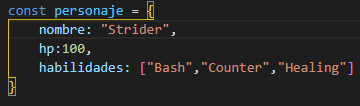 const personaje = {
    nombre: "Strider",
    hp:100,
    habilidades: ["Bash","Counter","Healing"]
}